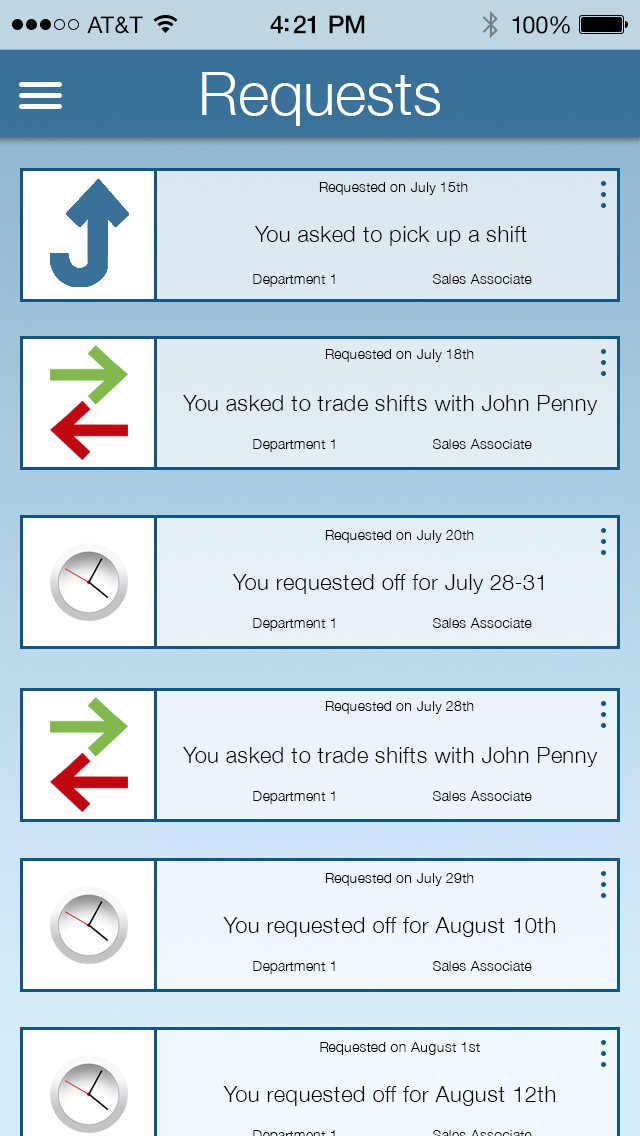 AT&T 4:21 PM 100%
Requests
Requested on July 15th
You asked to pick up a shift
Department 1 Sales Associate
Requested on July 18th
You asked to trade shifts with John Penny
Department 1 Sales Associate
Requested on July 20th
You requested off for July 28-31
Department 1 Sales Associate
Requested on July 28th
You asked to trade shifts with John Penny
Department 1 Sales Associate
Requested on July 29th
You requested off for August 10th
Department 1 Sales Associate
Requested on August 1st
You requested off for August 12th
Department 1 Sales Associate